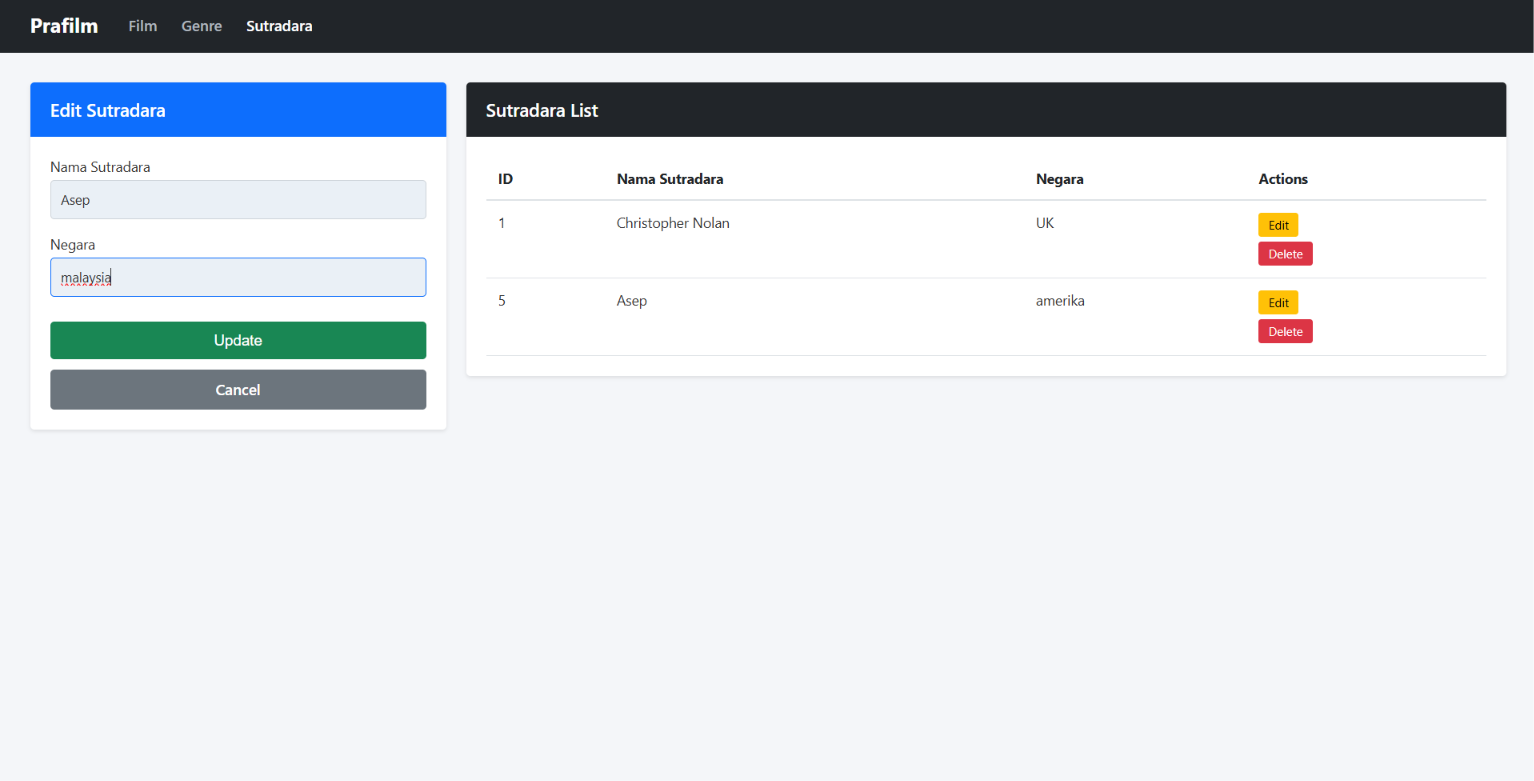 Prafilm Film Genre Sutradara
Edit Sutradara
Nama Sutradara
Asep
Negara
malaysia
Update
Cancel
Sutradara List
ID Nama Sutradara Negara Actions
1 Christopher Nolan UK Edit
Delete
5 Asep amerika Edit
Delete